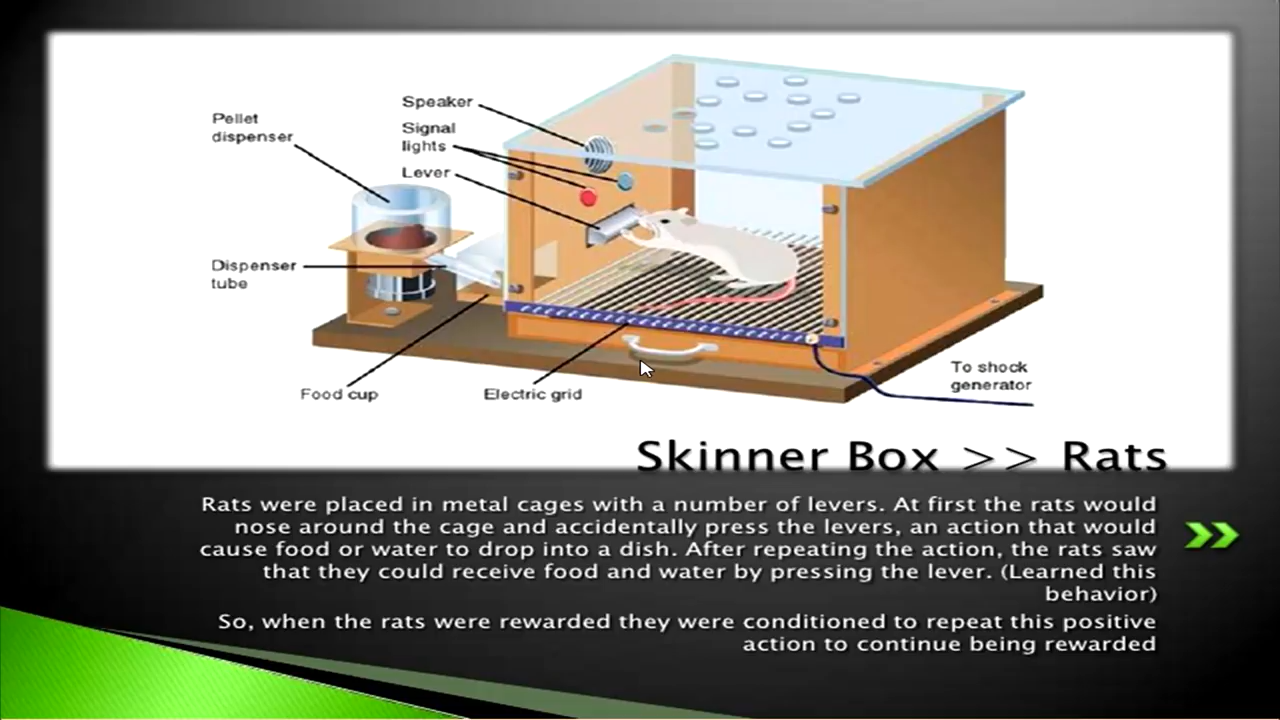 Speaker
Pellet
dispenser
Signal
lights
Lever
Dispenser
tube
Food cup
Electric grid
To shock
generator
Skinner Box >> Rats
Rats were placed in metal cages with a number of levers. At first the rats would
nose around the cage and accidentally press the levers, an action that would
cause food or water to drop into a dish. After repeating the action, the rats saw
that they could receive food and water by pressing the lever. (Learned this
behavior)
So, when the rats were rewarded they were conditioned to repeat this positive
action to continue being rewarded